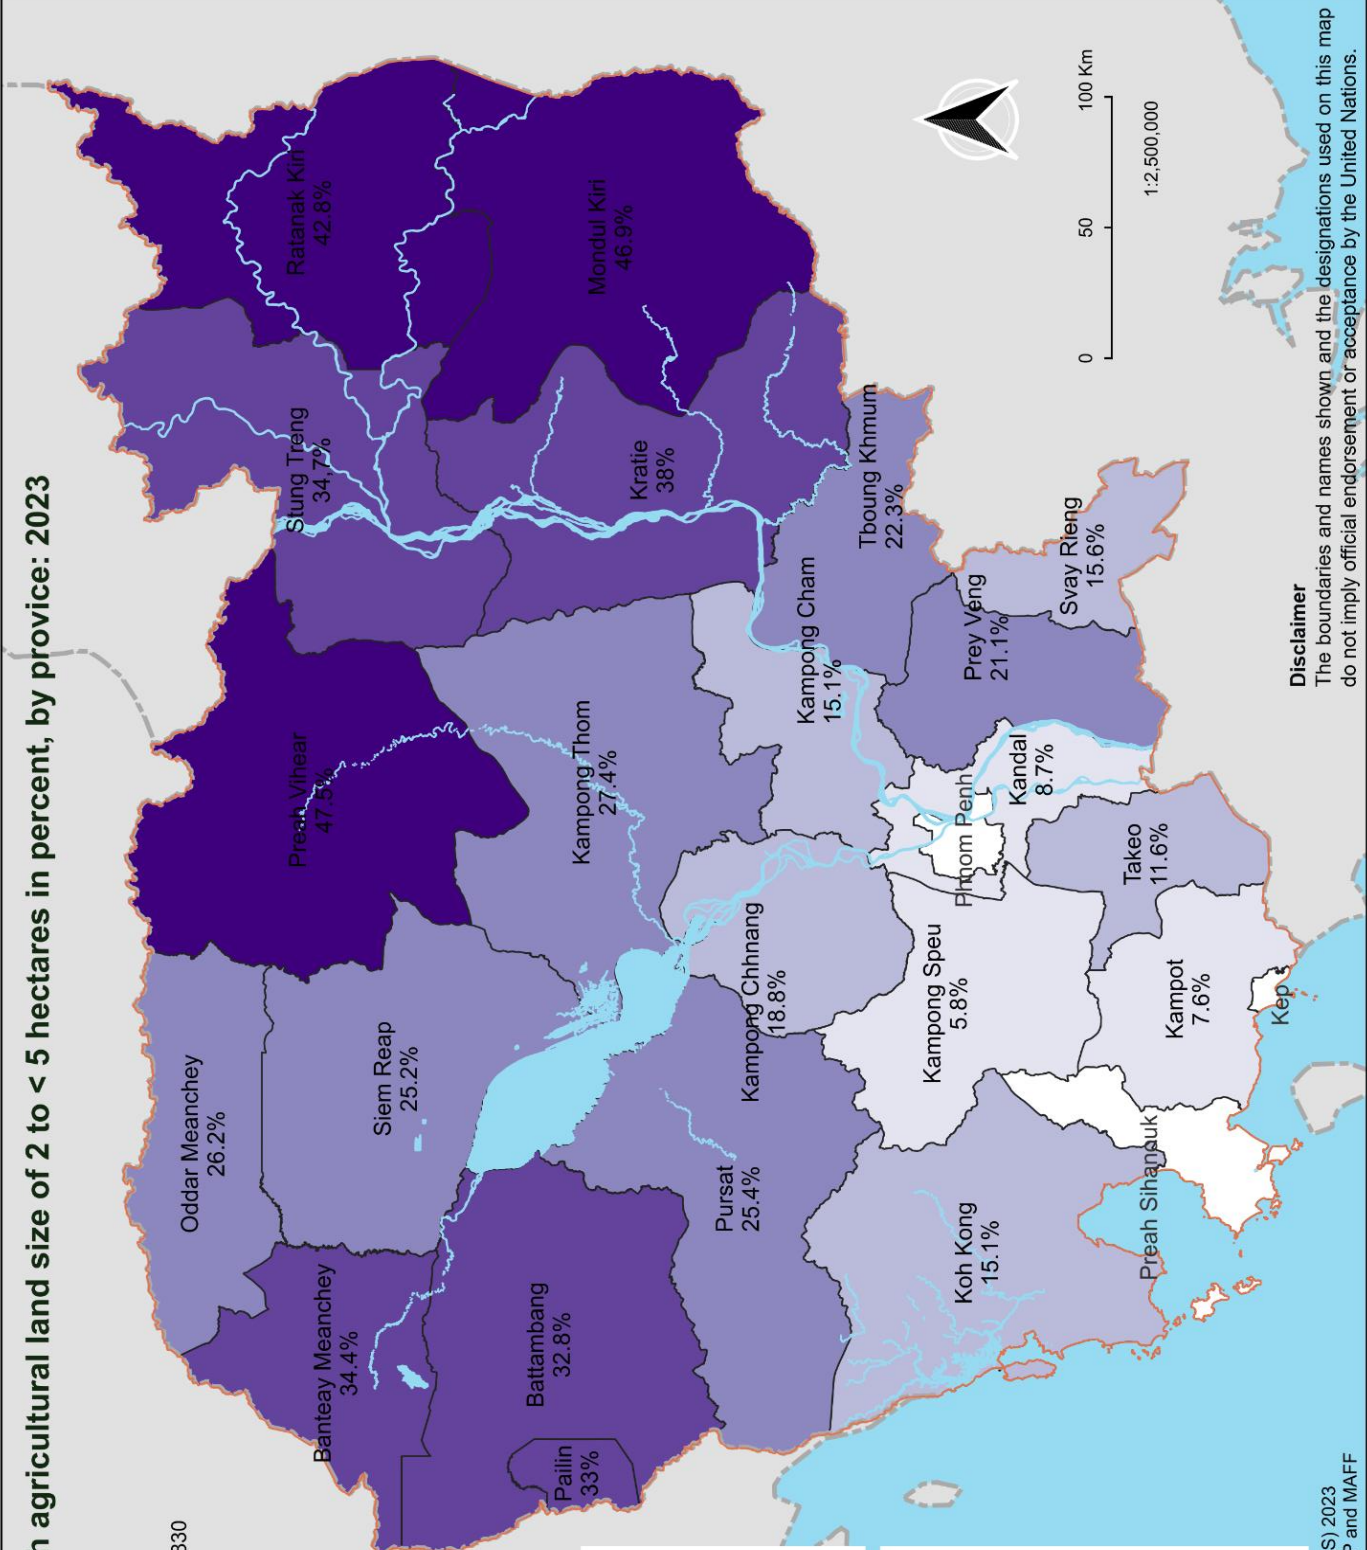 n agricultural land size of 2 to < 5 hectares in percent, by provice: 2023
330
Ratanak Kiri
42.8%
Stung Treng
34,7%
Preah Vihear
47.5%
Oddar Meanchey
26.2%
Banteay Meanchey
34.4%
Siem Reap
25.2%
Mondul Kiri
46.9%
Kratie
38%
Kampong Thom
27.4%
Battambang
32.8%
Pailin
33%
Pursat
25.4%
Kampong Chhnang
18.8%
Kampong Cham
15.1%
Tboung Khmum
22.3%
Prey Veng
21.1%
Svay Rieng
15.6%
Phnom Penh
Kandal
8.7%
Kampong Speu
5.8%
Koh Kong
15.1%
Takeo
11.6%
Kampot
7.6%
Preah Sihanouk
Kep
0 50 100 Km
1:2,500,000
Disclaimer
The boundaries and names shown and the designations used on this map
do not imply official endorsement or acceptance by the United Nations.
S) 2023
P and MAFF